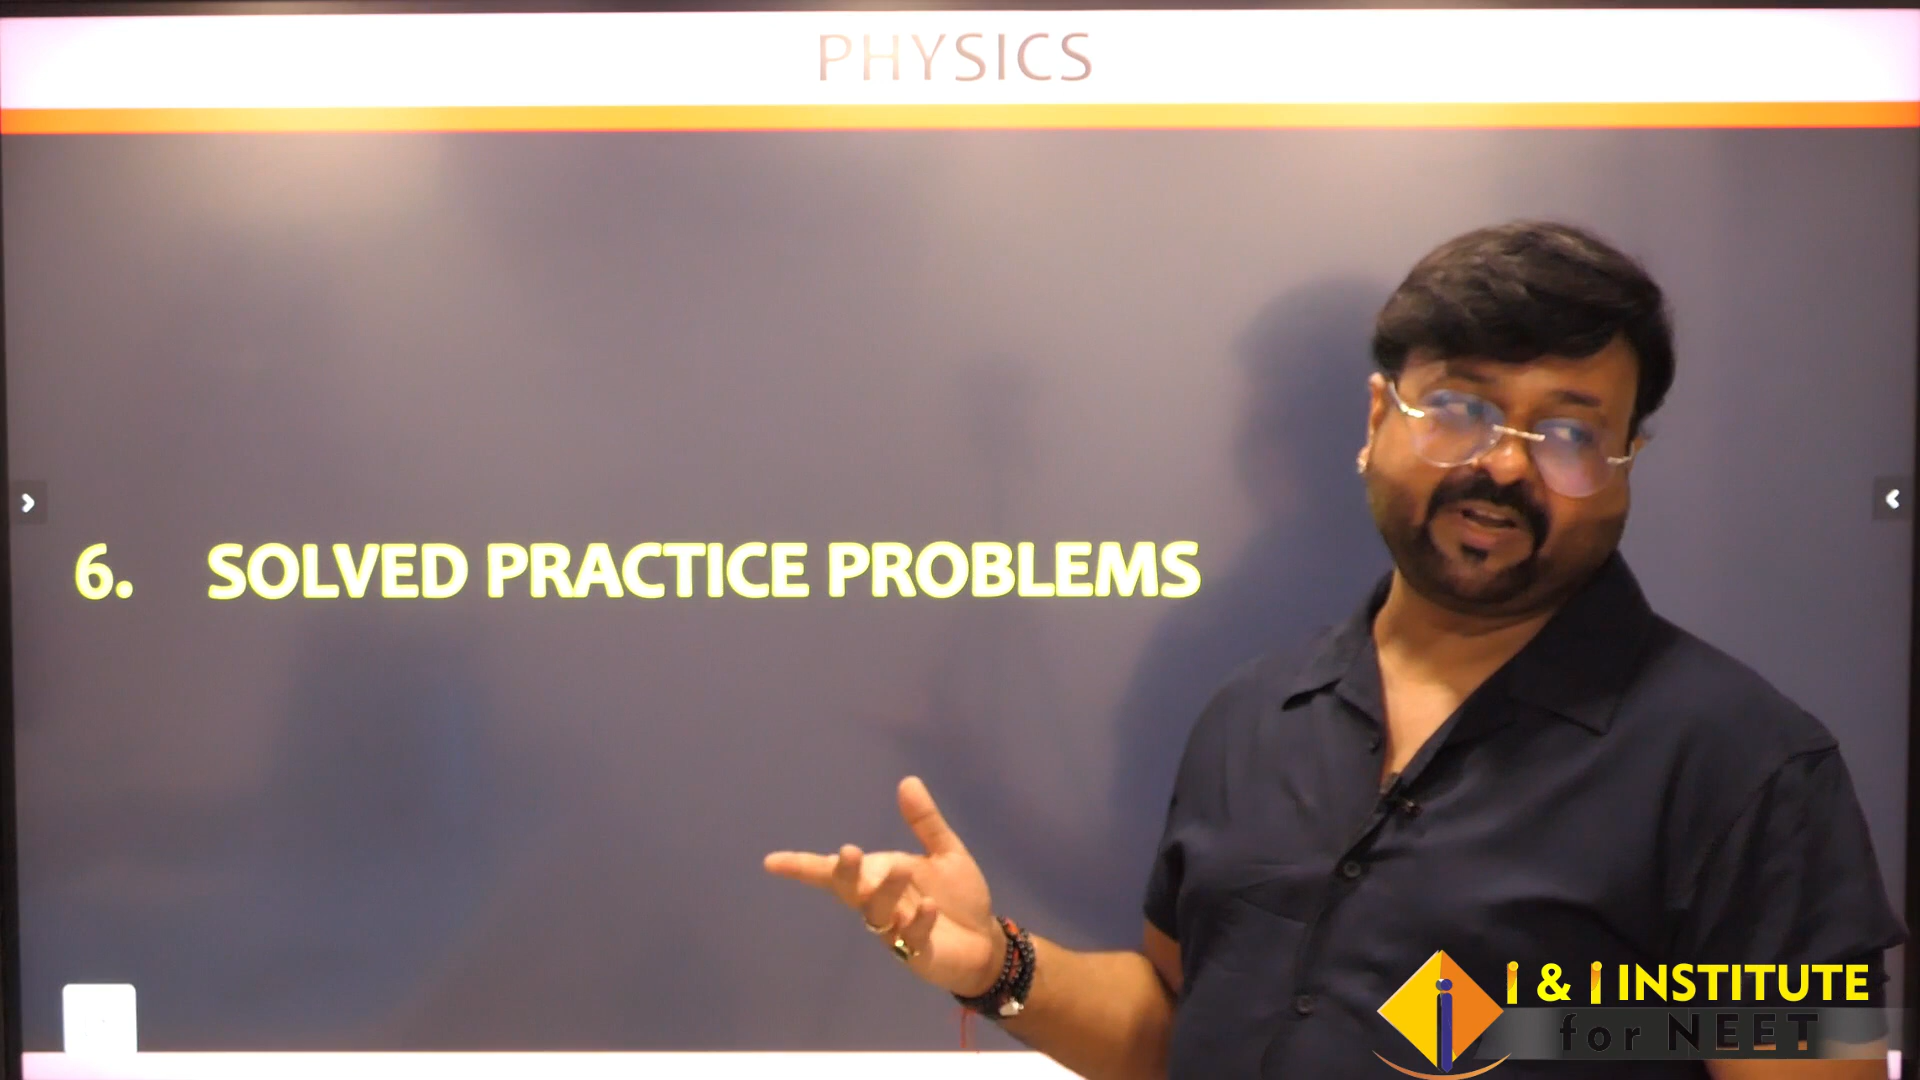 PHYSICS
6. SOLVED PRACTICE PROBLEMS
i & i INSTITUTE
for NEET